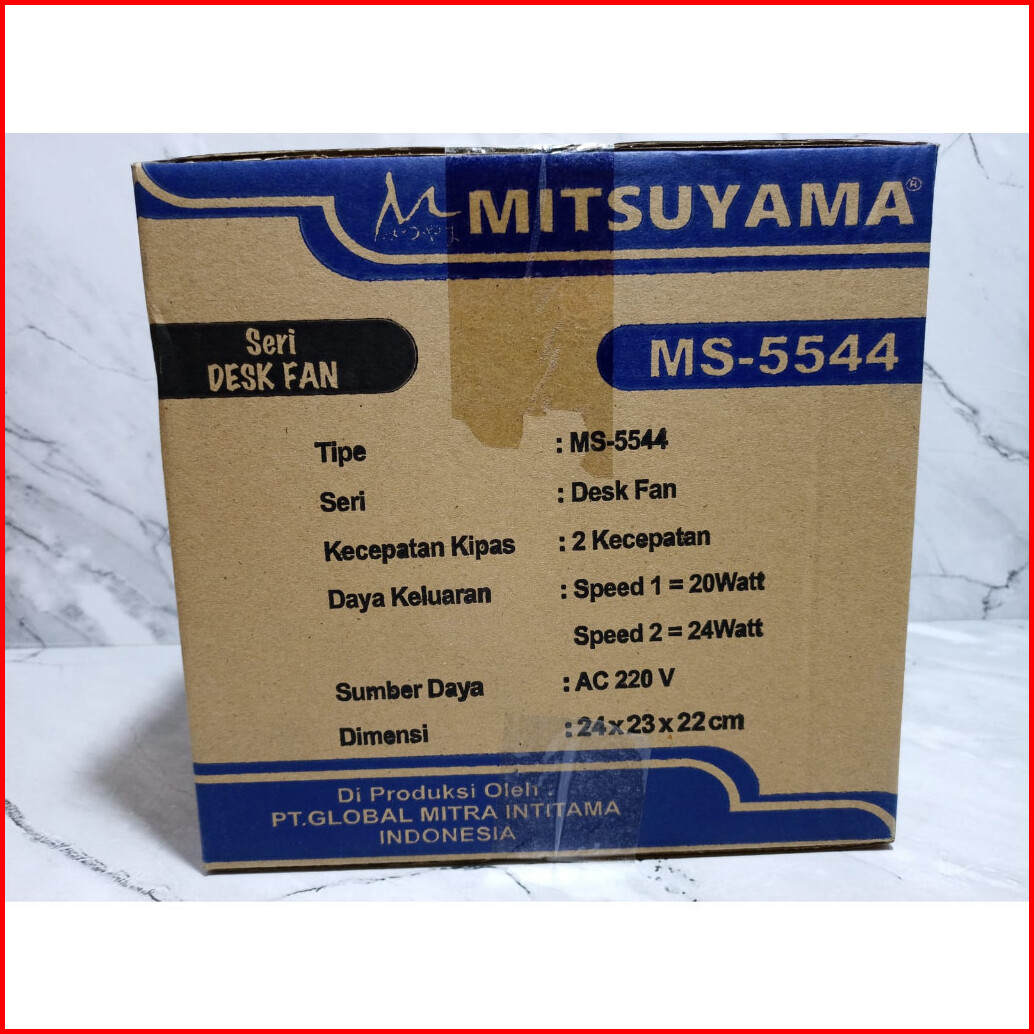 MITSUYAMA®
Seri
DESK FAN
MS-5544
Tipe : MS-5544
Seri : Desk Fan
Kecepatan Kipas : 2 Kecepatan
Daya Keluaran : Speed 1 = 20Watt
Speed 2 = 24Watt
Sumber Daya : AC 220 V
Dimensi : 24 x 23 x 22 cm
Di Produksi Oleh :
PT.GLOBAL MITRA INTITAMA
INDONESIA